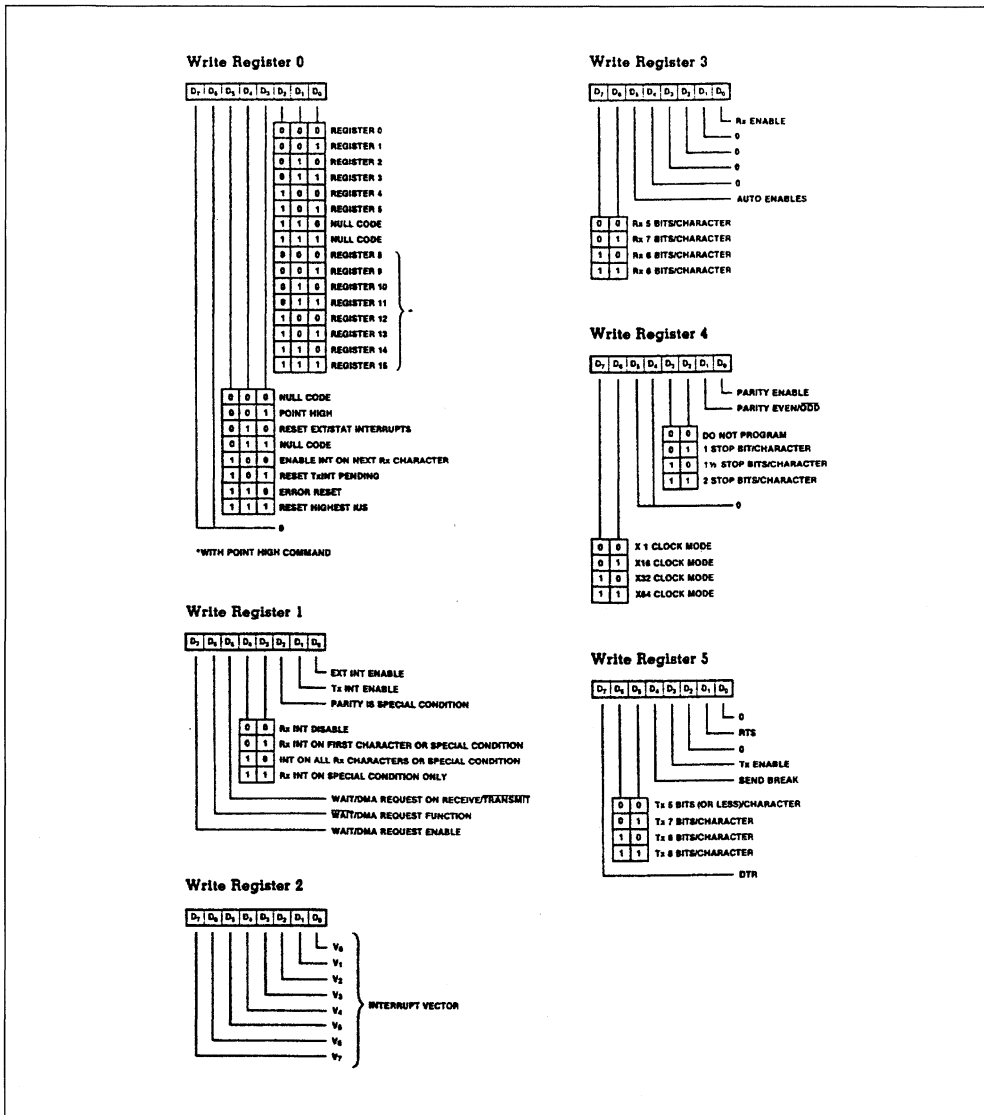 Write Register 0
D7 D6 D5 D4 D3 D2 D1 D0
0 0 0 REGISTER 0
0 0 1 REGISTER 1
0 1 0 REGISTER 2
0 1 1 REGISTER 3
1 0 0 REGISTER 4
1 0 1 REGISTER 5
1 1 0 NULL CODE
1 1 1 NULL CODE
0 0 0 REGISTER 8
0 0 1 REGISTER 9
0 1 0 REGISTER 10
0 1 1 REGISTER 11
*
1 0 0 REGISTER 12
1 0 1 REGISTER 13
1 1 0 REGISTER 14
1 1 1 REGISTER 15
0 0 0 NULL CODE
0 0 1 POINT HIGH
0 1 0 RESET EXT/STAT INTERRUPTS
0 1 1 NULL CODE
1 0 0 ENABLE INT ON NEXT Rx CHARACTER
1 0 1 RESET TxINT PENDING
1 1 0 ERROR RESET
1 1 1 RESET HIGHEST IUS
0
*WITH POINT HIGH COMMAND
Write Register 1
D7 D6 D5 D4 D3 D2 D1 D0
EXT INT ENABLE
Tx INT ENABLE
PARITY IS SPECIAL CONDITION
0 0 Rx INT DISABLE
0 1 Rx INT ON FIRST CHARACTER OR SPECIAL CONDITION
1 0 INT ON ALL Rx CHARACTERS OR SPECIAL CONDITION
1 1 Rx INT ON SPECIAL CONDITION ONLY
WAIT/DMA REQUEST ON RECEIVE/TRANSMIT
WAIT/DMA REQUEST FUNCTION
WAIT/DMA REQUEST ENABLE
Write Register 2
D7 D6 D5 D4 D3 D2 D1 D0
V0
V1
V2
V3
INTERRUPT VECTOR
V4
V5
V6
V7
Write Register 3
D7 D6 D5 D4 D3 D2 D1 D0
Rx ENABLE
0
0
0
0
AUTO ENABLES
0 0 Rx 5 BITS/CHARACTER
0 1 Rx 7 BITS/CHARACTER
1 0 Rx 6 BITS/CHARACTER
1 1 Rx BITS/CHARACTER
Write Register 4
D7 D6 D5 D4 D3 D2 D1 D0
PARITY ENABLE
PARITY EVEN/ODD
0 0 DO NOT PROGRAM
0 1 1 STOP BIT/CHARACTER
1 0 1½ STOP BITS/CHARACTER
1 1 2 STOP BITS/CHARACTER
0
0 0 X 1 CLOCK MODE
0 1 X16 CLOCK MODE
1 0 X32 CLOCK MODE
1 1 X64 CLOCK MODE
Write Register 5
D7 D6 D5 D4 D3 D2 D1 D0
0
RTS
0
Tx ENABLE
SEND BREAK
0 0 Tx 5 BITS (OR LESS)/CHARACTER
0 1 Tx 7 BITS/CHARACTER
1 0 Tx 6 BITS/CHARACTER
1 1 Tx 8 BITS/CHARACTER
DTR